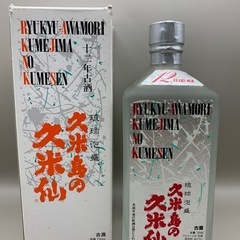 RYUKYU-AWAMORI
KUMEJIMA
NO
KUMESEN
十二年古酒
琉球泡盛
久米島の
久米仙
RYUKYU-AWAMORI
KUMEJIMA
NO
KUMESEN
12
琉球泡盛
久米島の
久米仙
古酒